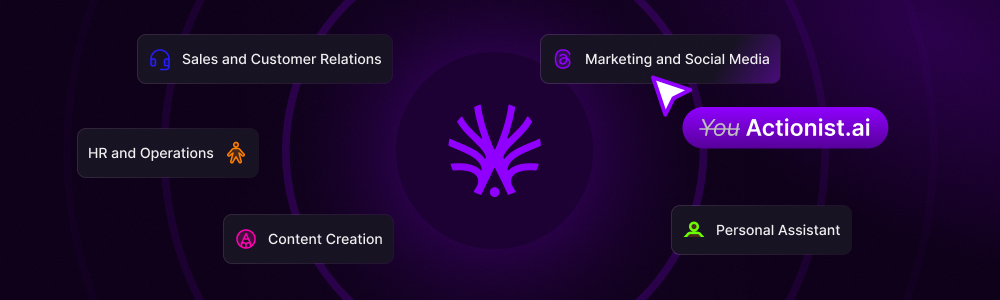 Sales and Customer Relations
Marketing and Social Media
You Actionist.ai
HR and Operations
Content Creation
Personal Assistant